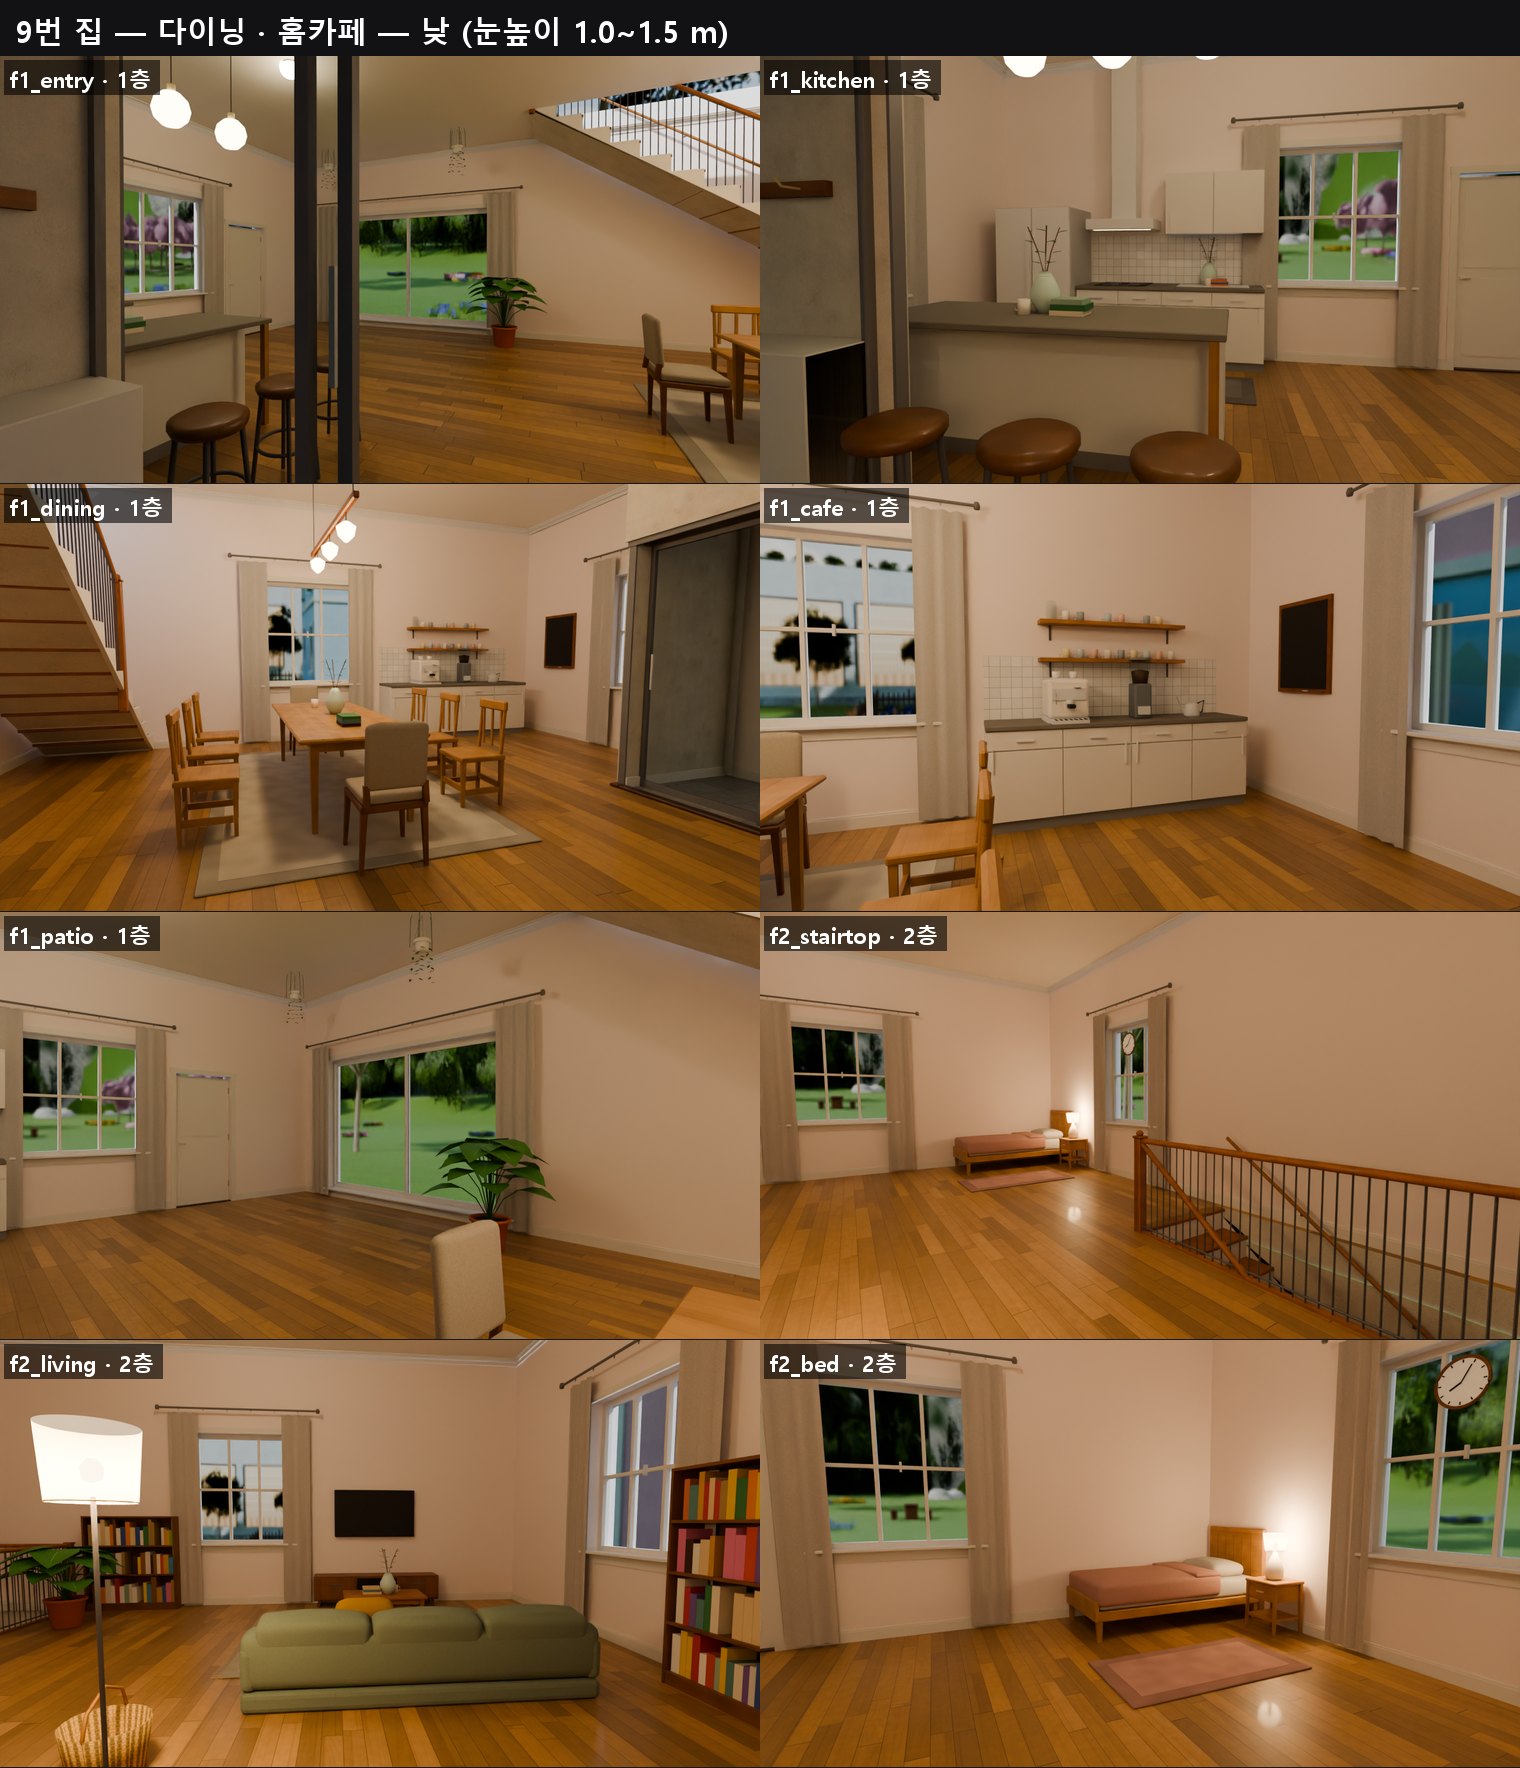 9번 집 — 다이닝 · 홈카페 — 낮 (눈높이 1.0~1.5 m)
f1_entry · 1층
f1_kitchen · 1층
f1_dining · 1층
f1_cafe · 1층
f1_patio · 1층
f2_stairtop · 2층
f2_living · 2층
f2_bed · 2층